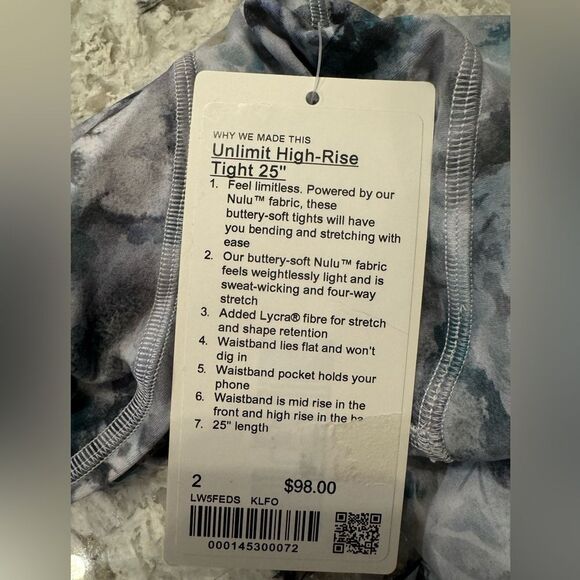 WHY WE MADE THIS
Unlimit High-Rise
Tight 25"
1. Feel limitless. Powered by our
Nulu™ fabric, these
buttery-soft tights will have
you bending and stretching with
ease
2. Our buttery-soft Nulu™ fabric
feels weightlessly light and is
sweat-wicking and four-way
stretch
3. Added Lycra® fibre for stretch
and shape retention
4. Waistband lies flat and won't
dig in
5. Waistband pocket holds your
phone
6. Waistband is mid rise in the
front and high rise in the
7. 25" length
2 $98.00
LW5FEDS KLFO
000145300072